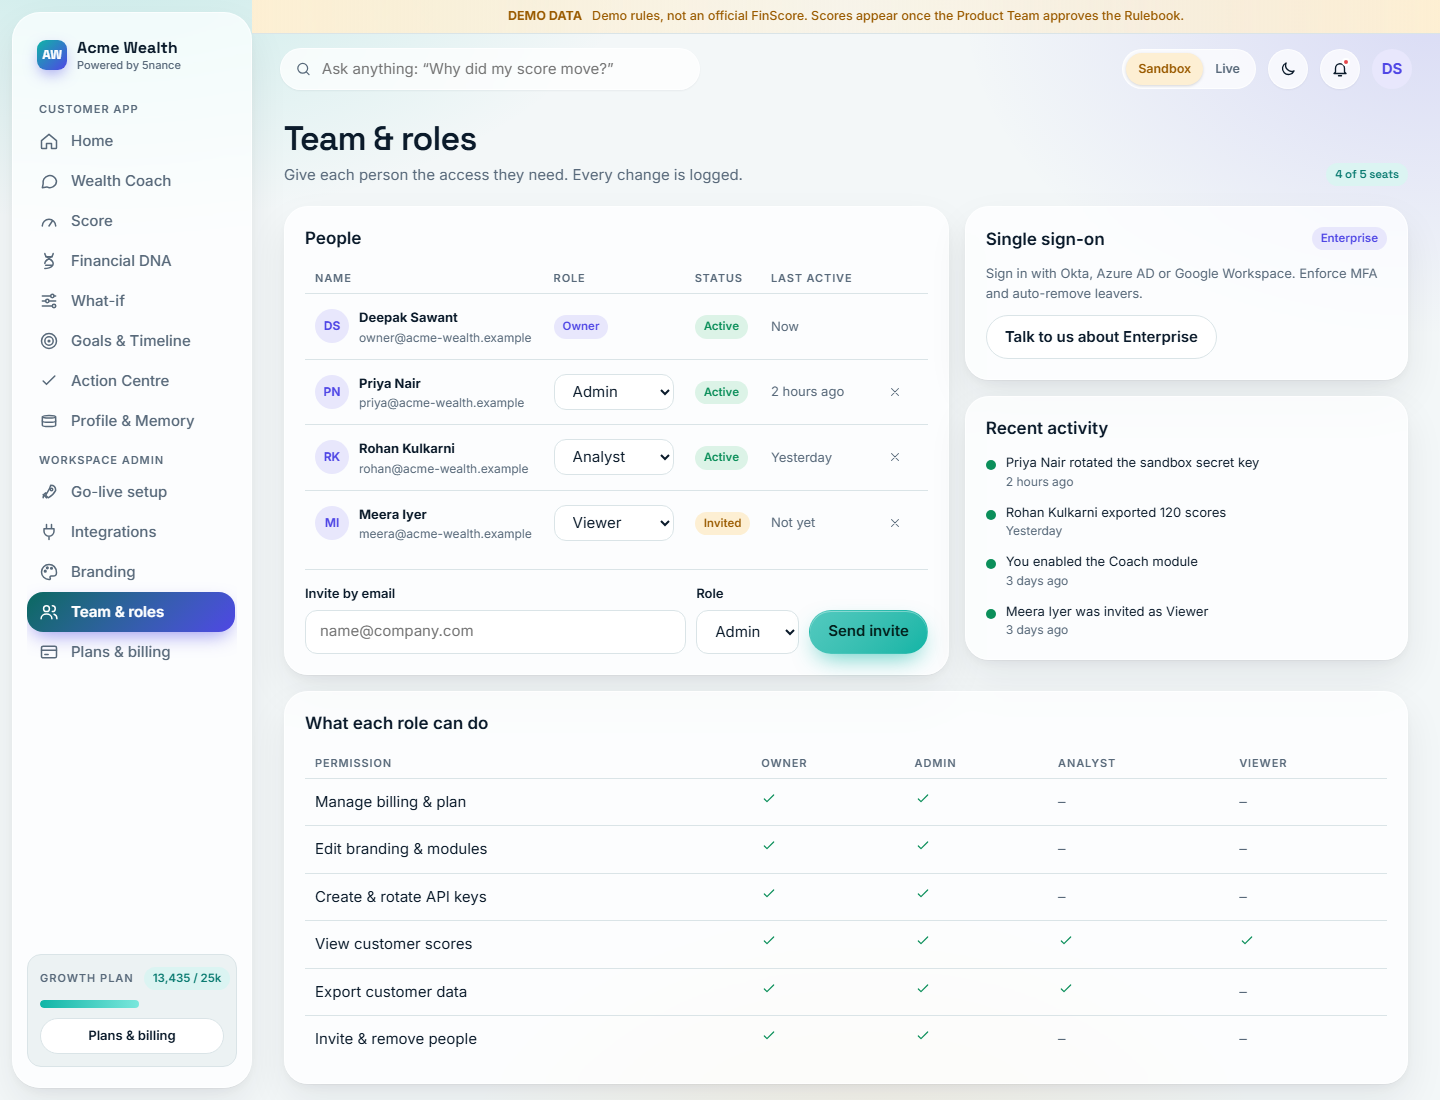 DEMO DATA Demo rules, not an official FinScore. Scores appear once the Product Team approves the Rulebook.
AW
Acme Wealth
Powered by 5nance
CUSTOMER APP
Home
Wealth Coach
Score
Financial DNA
What-if
Goals & Timeline
Action Centre
Profile & Memory
WORKSPACE ADMIN
Go-live setup
Integrations
Branding
Team & roles
Plans & billing
GROWTH PLAN 13,435 / 25k
Plans & billing
Ask anything: “Why did my score move?”
Sandbox Live
DS
Team & roles
Give each person the access they need. Every change is logged.
4 of 5 seats
People
NAME ROLE STATUS LAST ACTIVE
DS Deepak Sawant Owner Active Now
owner@acme-wealth.example
PN Priya Nair Admin Active 2 hours ago
priya@acme-wealth.example
RK Rohan Kulkarni Analyst Active Yesterday
rohan@acme-wealth.example
MI Meera Iyer Viewer Invited Not yet
meera@acme-wealth.example
Invite by email Role
name@company.com Admin Send invite
Single sign-on Enterprise
Sign in with Okta, Azure AD or Google Workspace. Enforce MFA
and auto-remove leavers.
Talk to us about Enterprise
Recent activity
Priya Nair rotated the sandbox secret key
2 hours ago
Rohan Kulkarni exported 120 scores
Yesterday
You enabled the Coach module
3 days ago
Meera Iyer was invited as Viewer
3 days ago
What each role can do
PERMISSION OWNER ADMIN ANALYST VIEWER
Manage billing & plan ✓ ✓ – –
Edit branding & modules ✓ ✓ – –
Create & rotate API keys ✓ ✓ – –
View customer scores ✓ ✓ ✓ ✓
Export customer data ✓ ✓ ✓ –
Invite & remove people ✓ ✓ – –